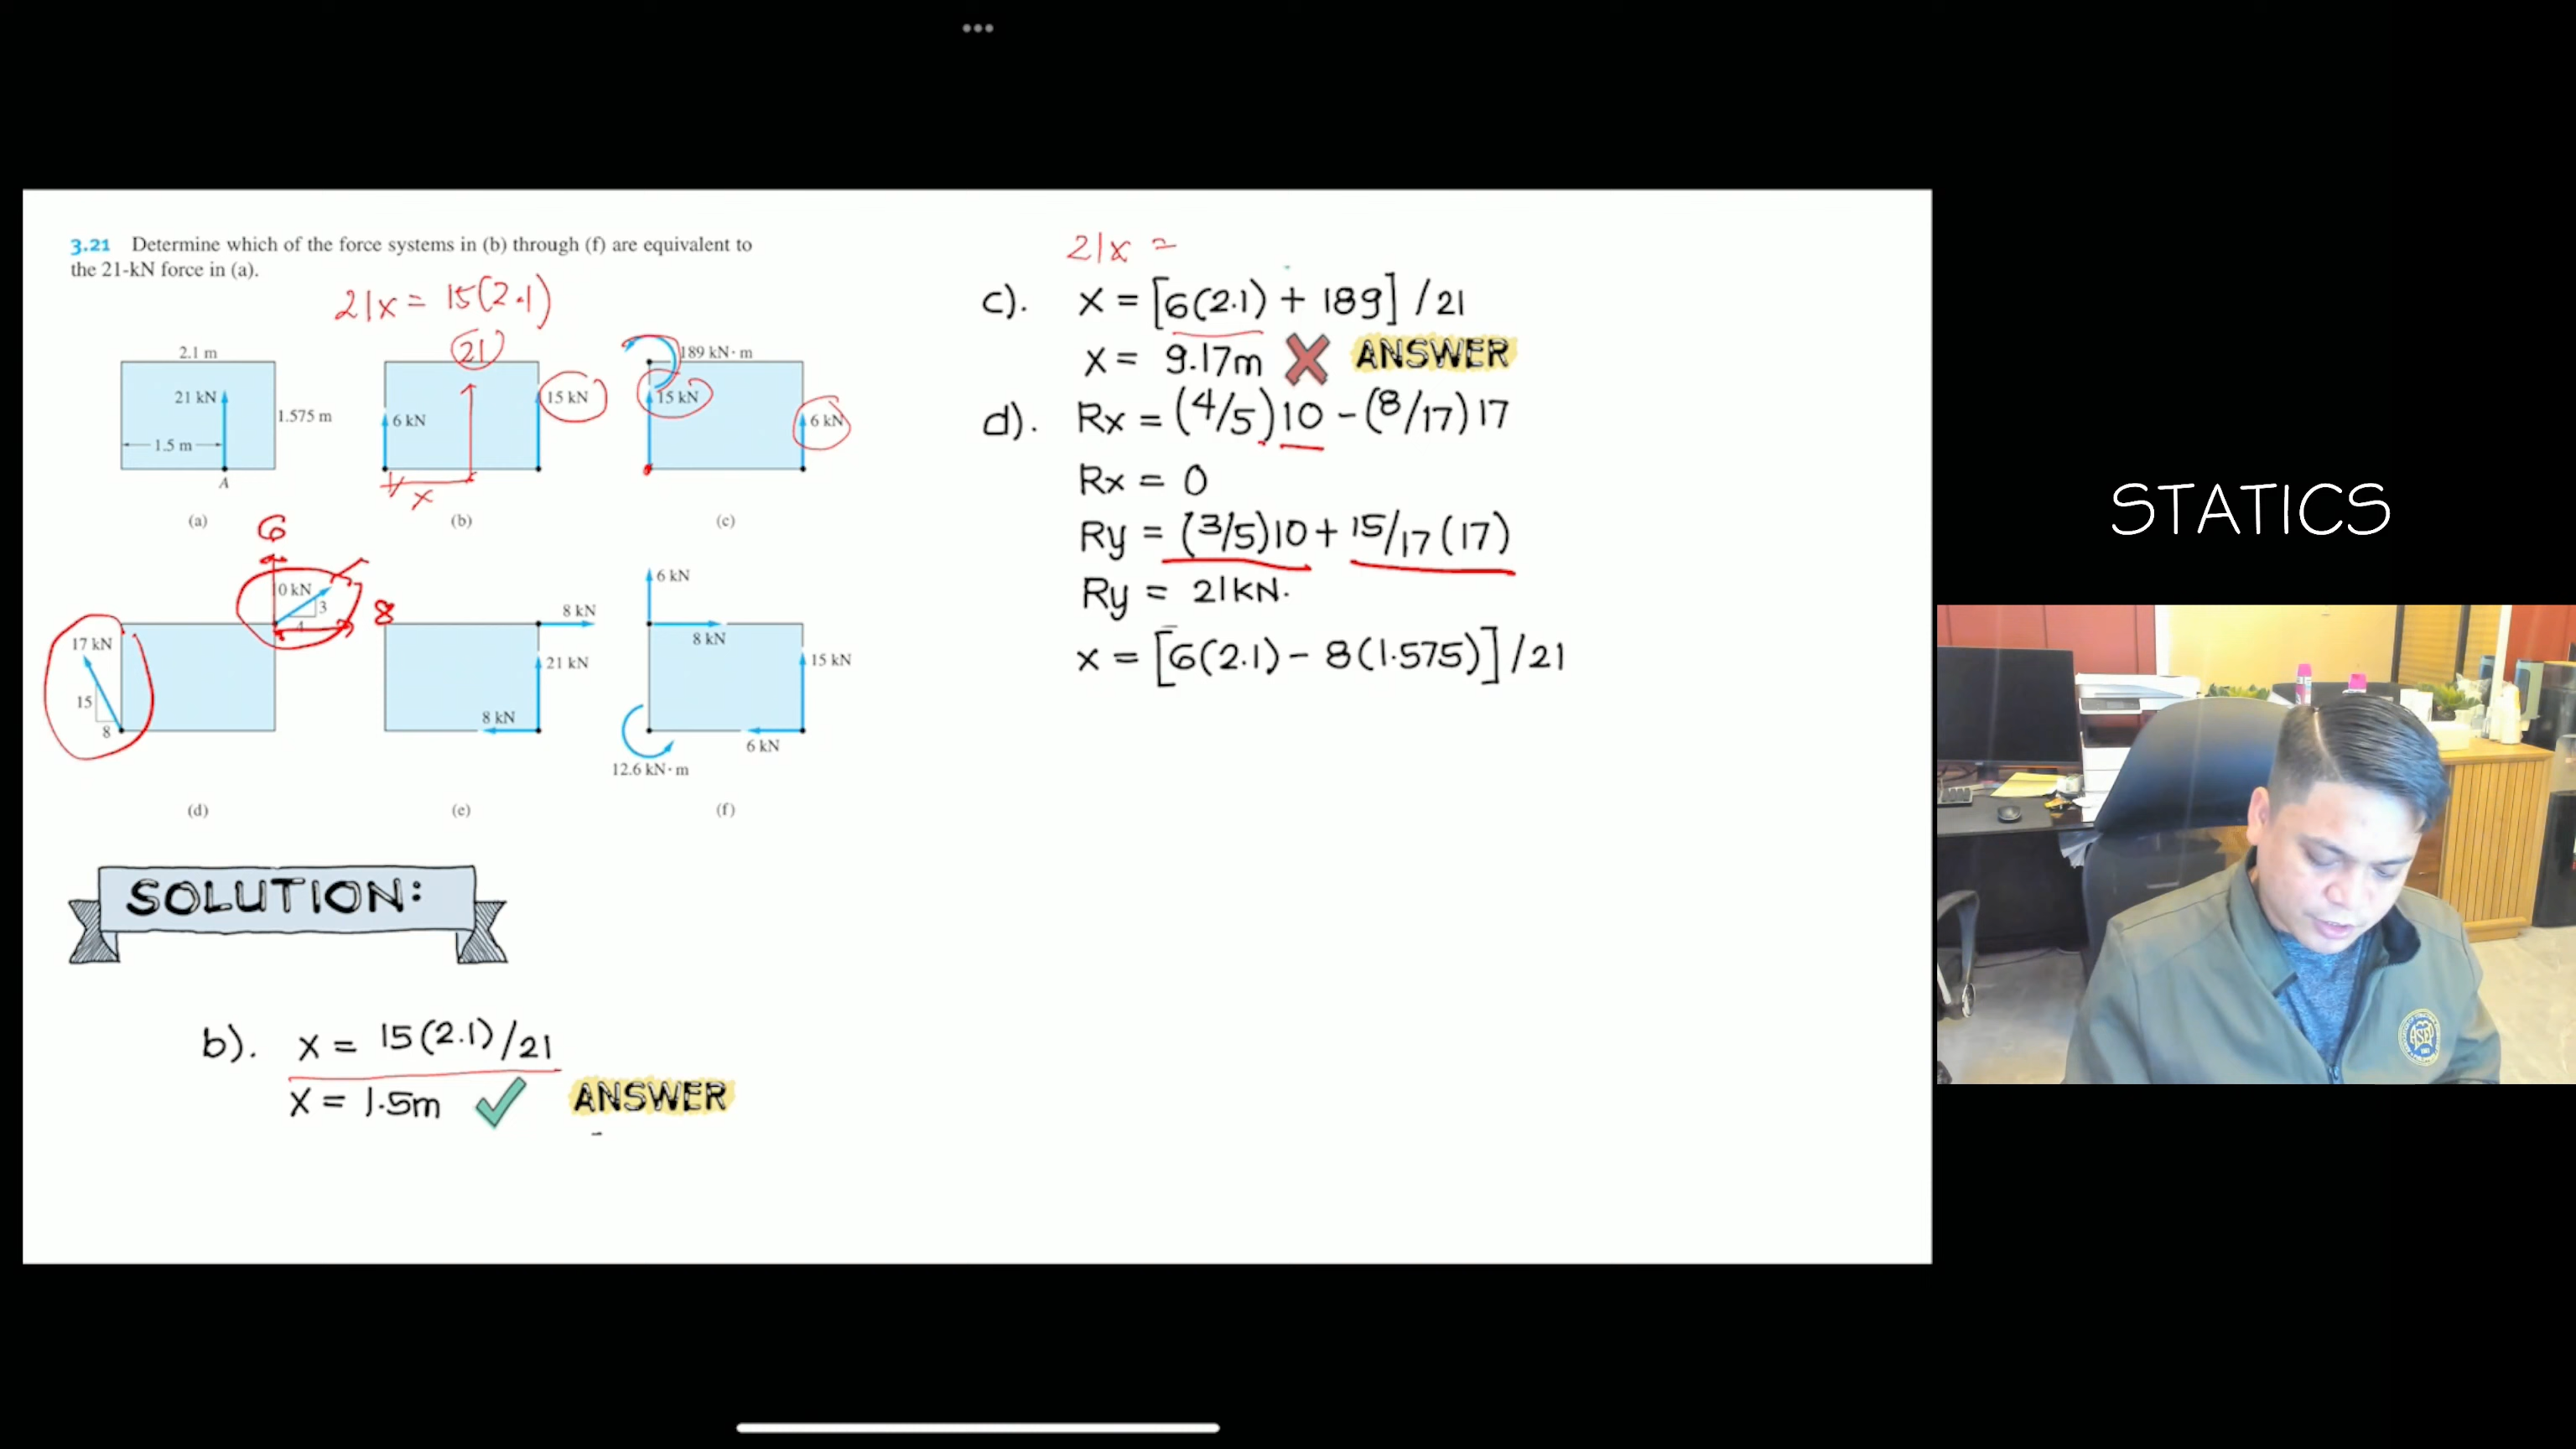 3.21 Determine which of the force systems in (b) through (f) are equivalent to
the 21-kN force in (a).
21x = 15(2.1)
21
2.1 m
21 kN
1.575 m
1.5 m
A
(a)
6 kN
15 kN
x
(b)
189 kN·m
15 kN
6 kN
(c)
6
0 kN
3
4
8
17 kN
15
8
(d)
8 kN
21 kN
8 kN
(e)
6 kN
8 kN
15 kN
6 kN
12.6 kN·m
(f)
SOLUTION:
b). x = 15(2.1)/21
x = 1.5m ANSWER
21x =
c). x = [6(2.1) + 189] / 21
x = 9.17m ANSWER
d). Rx = (4/5)10 - (8/17)17
Rx = 0
Ry = (3/5)10 + 15/17(17)
Ry = 21kN.
x = [6(2.1) - 8(1.575)] / 21
STATICS